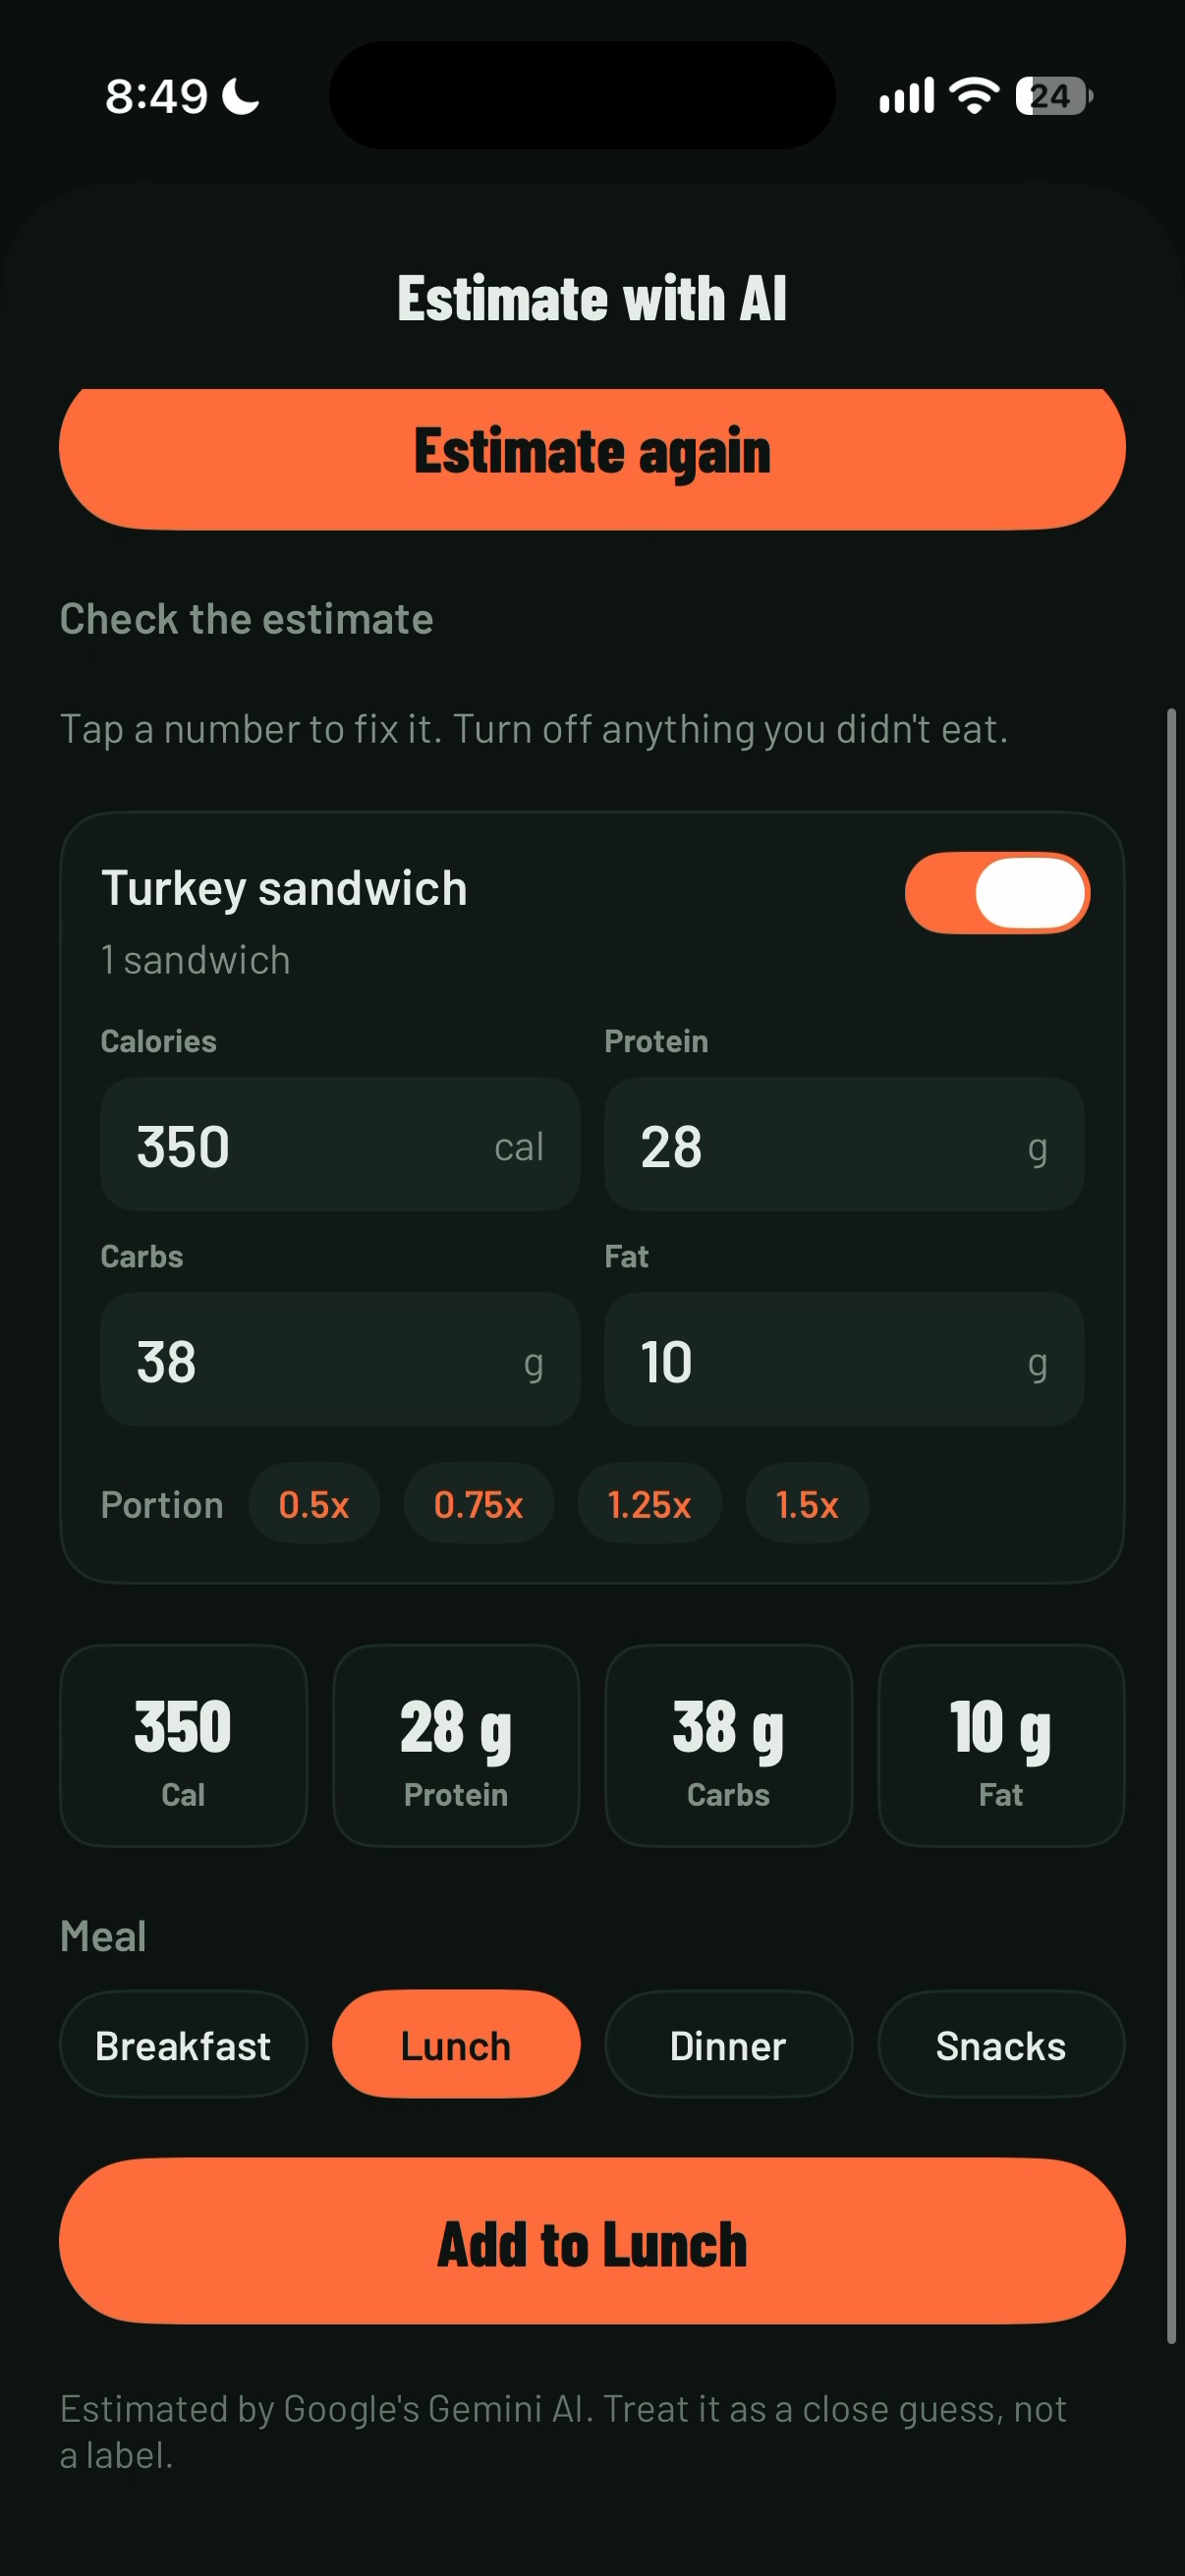 8:49
24
Estimate with AI
Estimate again
Check the estimate
Tap a number to fix it. Turn off anything you didn't eat.
Turkey sandwich
1 sandwich
Calories Protein
350 cal 28 g
Carbs Fat
38 g 10 g
Portion 0.5x 0.75x 1.25x 1.5x
350 28 g 38 g 10 g
Cal Protein Carbs Fat
Meal
Breakfast Lunch Dinner Snacks
Add to Lunch
Estimated by Google's Gemini AI. Treat it as a close guess, not
a label.